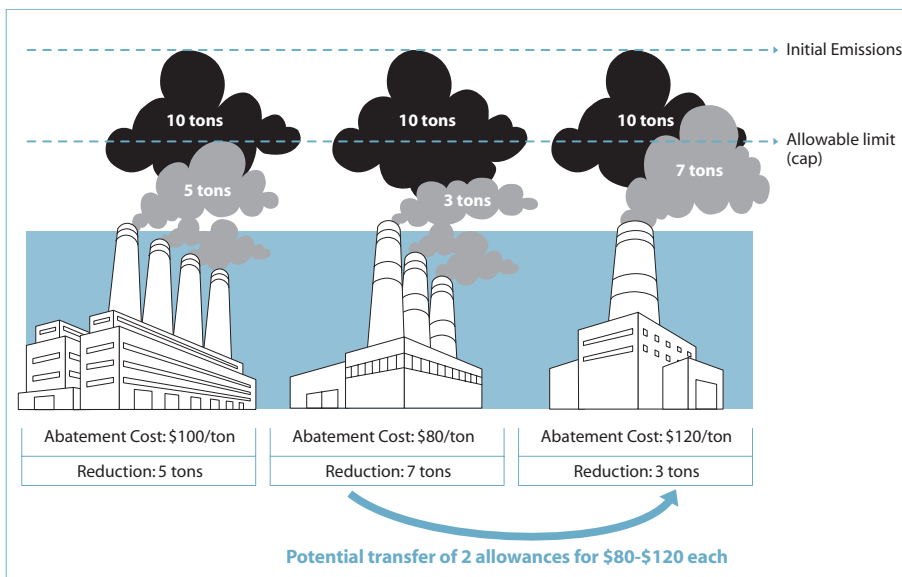 Initial Emissions
10 tons
10 tons
10 tons
Allowable limit
(cap)
5 tons
3 tons
7 tons
Abatement Cost: $100/ton
Reduction: 5 tons
Abatement Cost: $80/ton
Reduction: 7 tons
Abatement Cost: $120/ton
Reduction: 3 tons
Potential transfer of 2 allowances for $80-$120 each